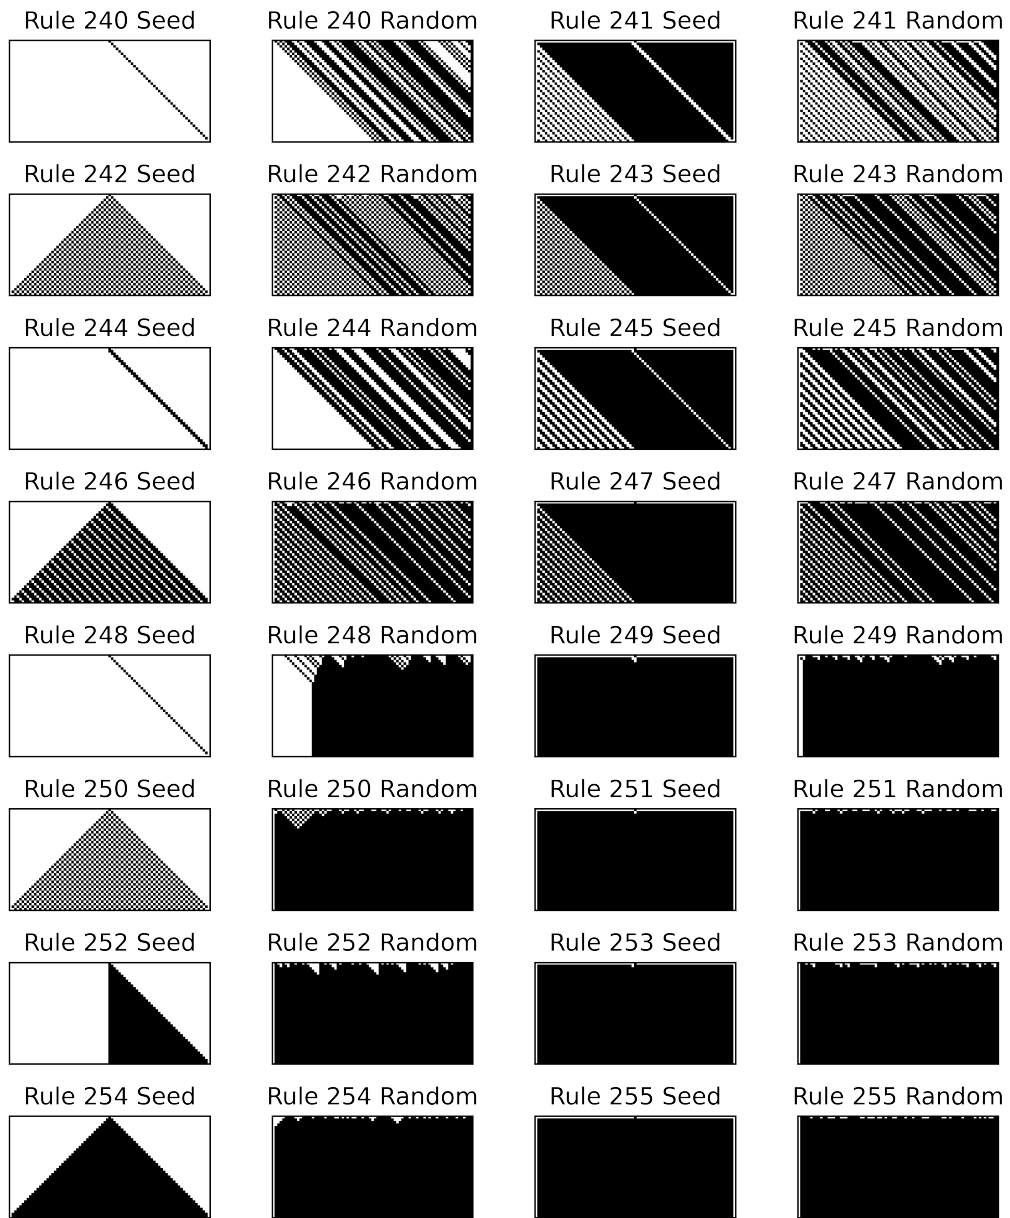 Rule 240 Seed
Rule 240 Random
Rule 241 Seed
Rule 241 Random
Rule 242 Seed
Rule 242 Random
Rule 243 Seed
Rule 243 Random
Rule 244 Seed
Rule 244 Random
Rule 245 Seed
Rule 245 Random
Rule 246 Seed
Rule 246 Random
Rule 247 Seed
Rule 247 Random
Rule 248 Seed
Rule 248 Random
Rule 249 Seed
Rule 249 Random
Rule 250 Seed
Rule 250 Random
Rule 251 Seed
Rule 251 Random
Rule 252 Seed
Rule 252 Random
Rule 253 Seed
Rule 253 Random
Rule 254 Seed
Rule 254 Random
Rule 255 Seed
Rule 255 Random